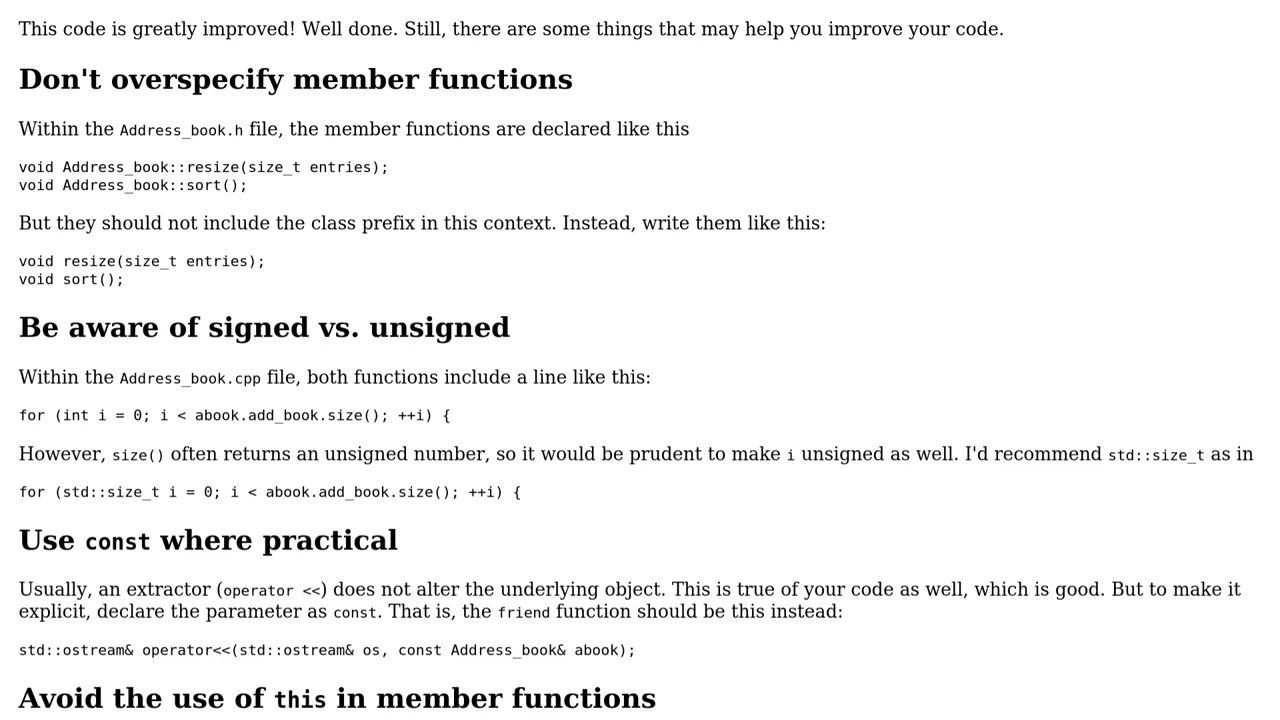 This code is greatly improved! Well done. Still, there are some things that may help you improve your code.
Don't overspecify member functions
Within the Address_book.h file, the member functions are declared like this
void Address_book::resize(size_t entries);
void Address_book::sort();
But they should not include the class prefix in this context. Instead, write them like this:
void resize(size_t entries);
void sort();
Be aware of signed vs. unsigned
Within the Address_book.cpp file, both functions include a line like this:
for (int i = 0; i < abook.add_book.size(); ++i) {
However, size() often returns an unsigned number, so it would be prudent to make i unsigned as well. I'd recommend std::size_t as in
for (std::size_t i = 0; i < abook.add_book.size(); ++i) {
Use const where practical
Usually, an extractor (operator <<) does not alter the underlying object. This is true of your code as well, which is good. But to make it
explicit, declare the parameter as const. That is, the friend function should be this instead:
std::ostream& operator<<(std::ostream& os, const Address_book& abook);
Avoid the use of this in member functions